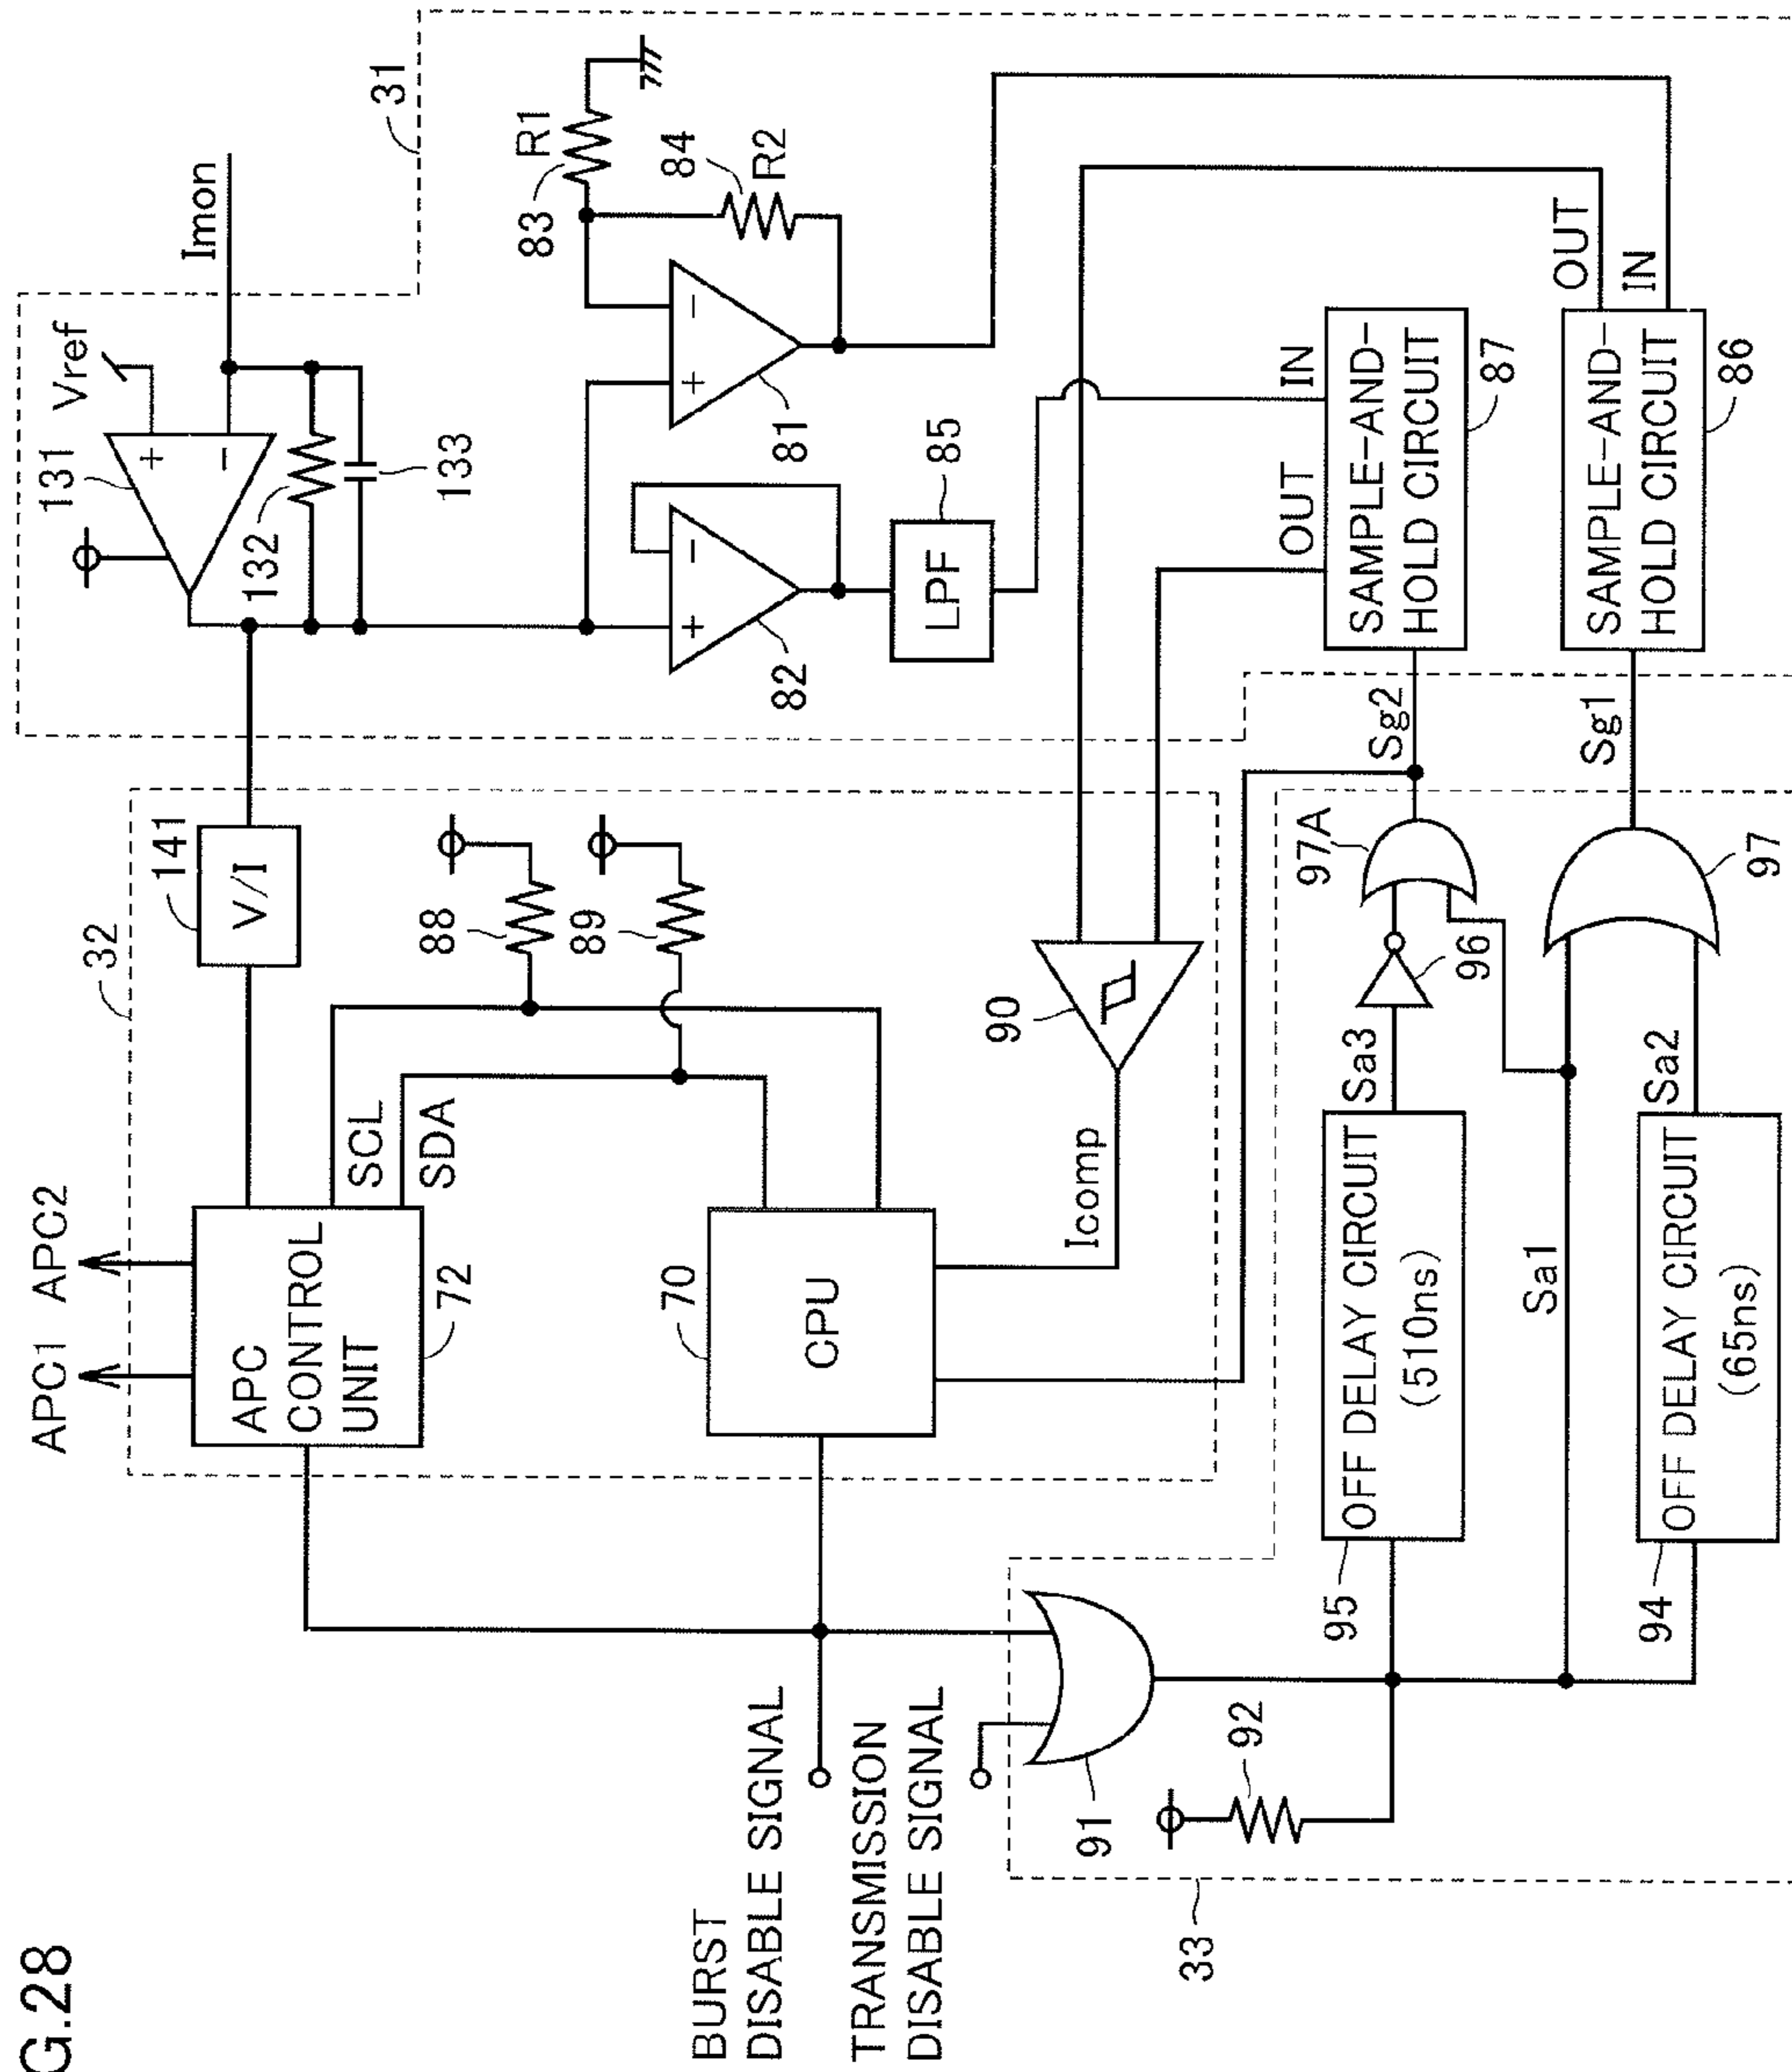 G.28
BURST
DISABLE SIGNAL
TRANSMISSION
DISABLE SIGNAL
33
91
92
APC1
APC2
APC
CONTROL
UNIT
72
SCL
SDA
32
V/I
141
88
89
70
CPU
Icomp
90
95
OFF DELAY CIRCUIT
(510ns)
Sa3
96
97A
Sa1
94
OFF DELAY CIRCUIT
(65ns)
Sa2
97
Sg2
Sg1
131
Vref
+
-
132
133
Imon
31
82
+
-
81
+
-
83
R1
84
R2
LPF
85
OUT
IN
SAMPLE-AND-
HOLD CIRCUIT
87
OUT
IN
SAMPLE-AND-
HOLD CIRCUIT
86